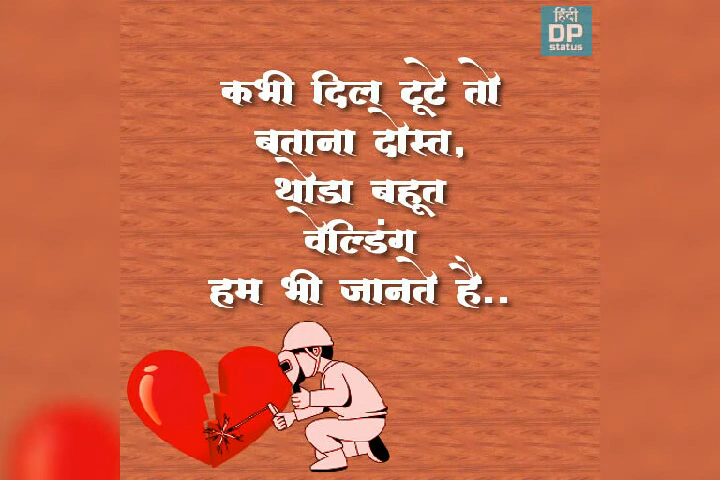 हिंदी
DP
status
कभी दिल टूटे तो
बताना दोस्त,
थोडा बहूत
वेल्डिंग
हम भी जानते है..